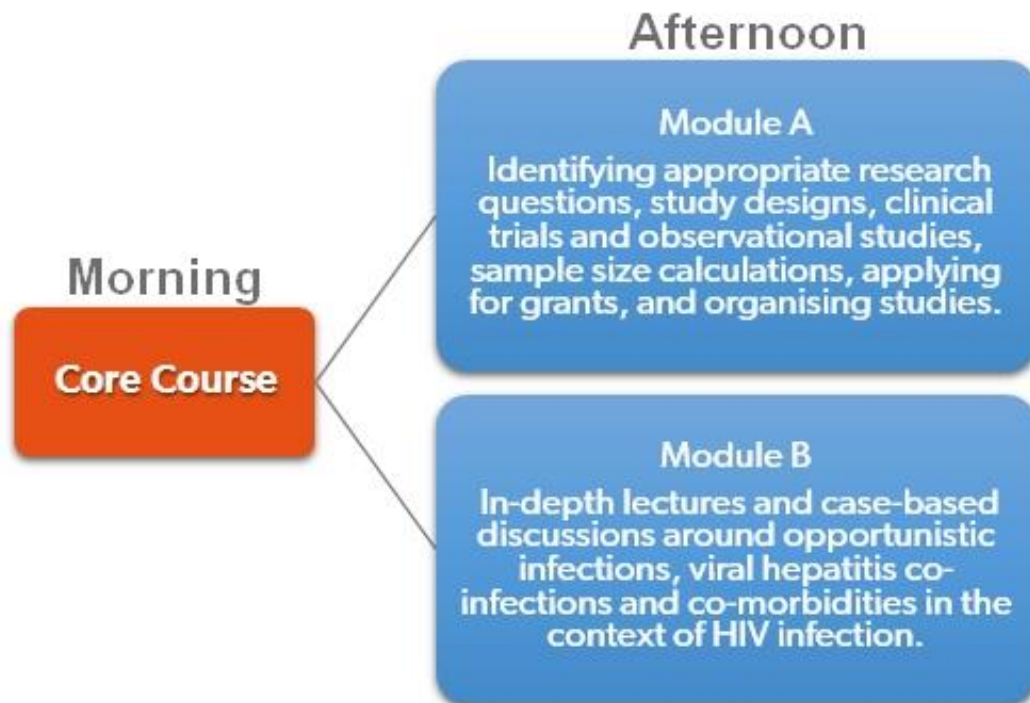 Morning
Core Course
Afternoon
Module A
Identifying appropriate research
questions, study designs, clinical
trials and observational studies,
sample size calculations, applying
for grants, and organising studies.
Module B
In-depth lectures and case-based
discussions around opportunistic
infections, viral hepatitis co-
infections and co-morbidities in the
context of HIV infection.